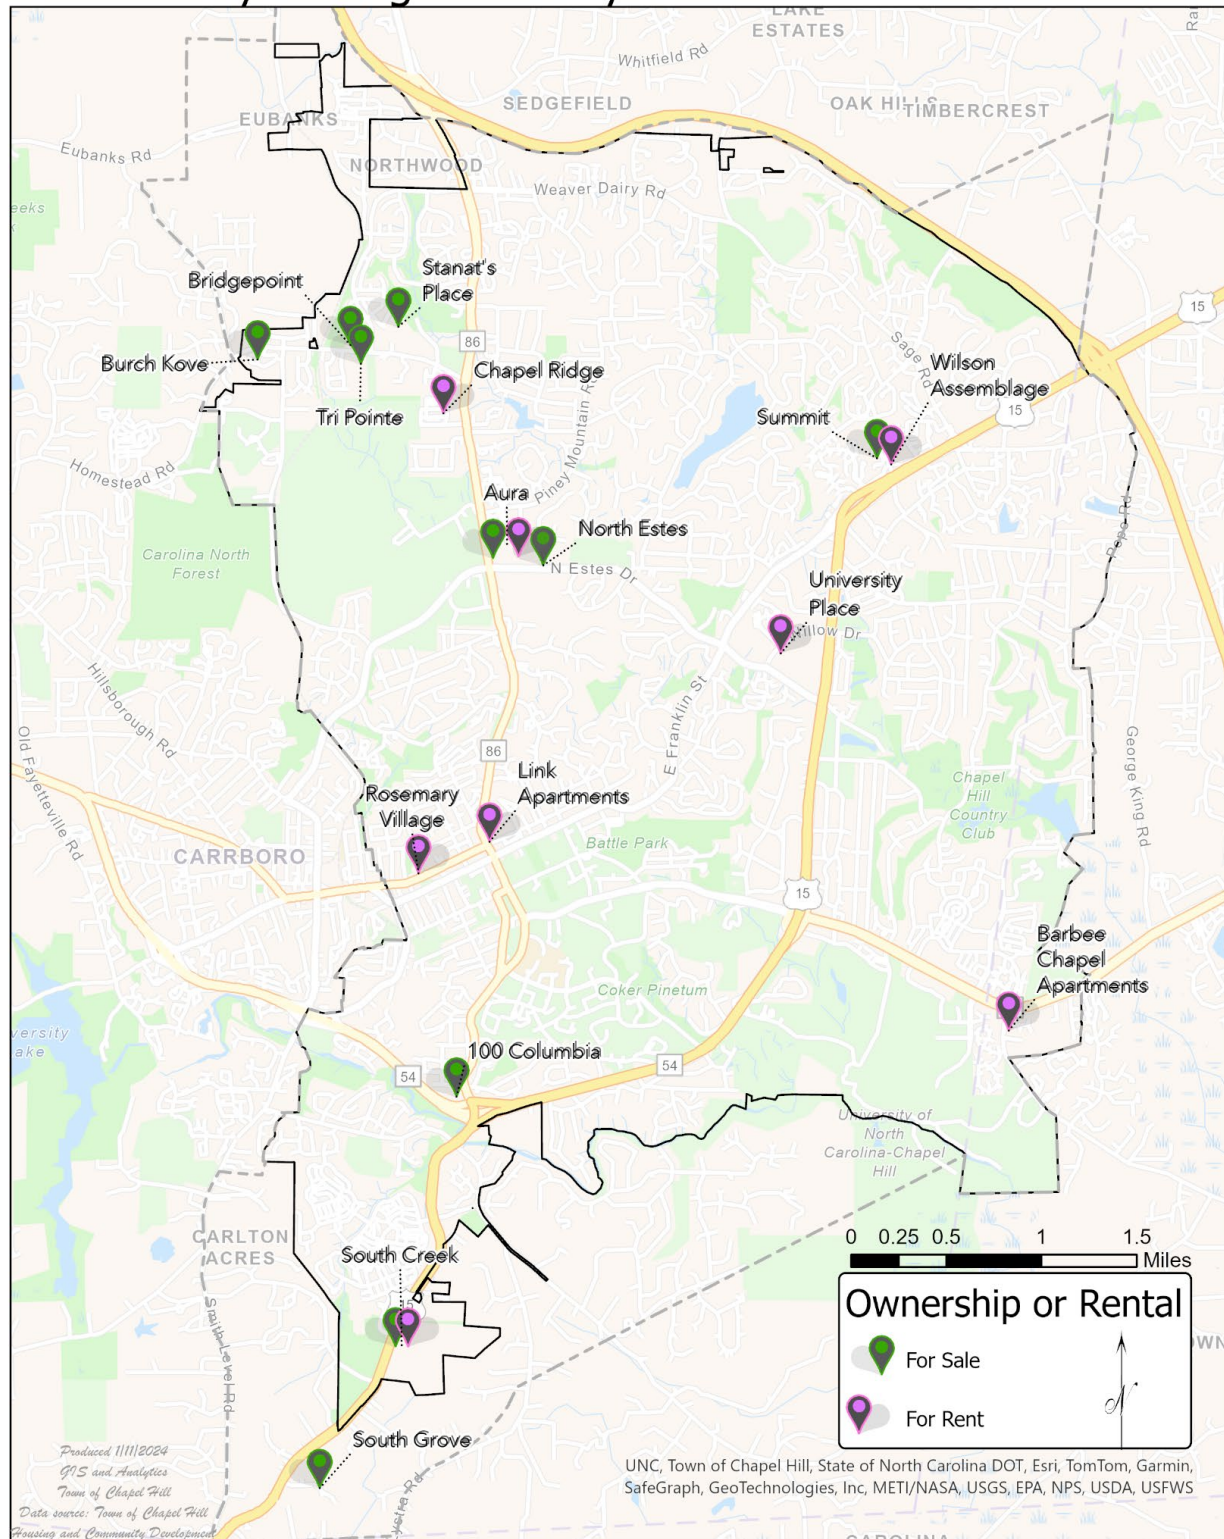 LAKE
ESTATES
Whitfield Rd
SEDGEFIELD
OAK HILLS
TIMBERCREST
EUBANKS
Eubanks Rd
NORTHWOOD
Weaver Dairy Rd
Stanat's
Place
Bridgepoint
15
86
Sage Rd
Wilson
Assemblage
Burch Kove
Chapel Ridge
15
Tri Pointe
Summit
Homestead Rd
Piney Mountain Rd
Aura
North Estes
Pope Rd
Carolina North
Forest
N Estes Dr
University
Place
Willow Dr
Hillsborough Rd
E Franklin St
Old Fayetteville Rd
86
George King Rd
Link
Apartments
Chapel
Hill
Country
Club
Rosemary
Village
Battle Park
CARRBORO
15
Barbee
Chapel
Apartments
Coker Pinetum
100 Columbia
54
54
University of
North
Carolina-Chapel
Hill
CARLTON
ACRES
South Creek
Smith Level Rd
0 0.25 0.5 1 1.5
Miles
Ownership or Rental
For Sale
For Rent
N
South Grove
Produced 1/11/2024
GIS and Analytics
Town of Chapel Hill
Data source: Town of Chapel Hill
Housing and Community Development
UNC, Town of Chapel Hill, State of North Carolina DOT, Esri, TomTom, Garmin,
SafeGraph, GeoTechnologies, Inc, METI/NASA, USGS, EPA, NPS, USDA, USFWS